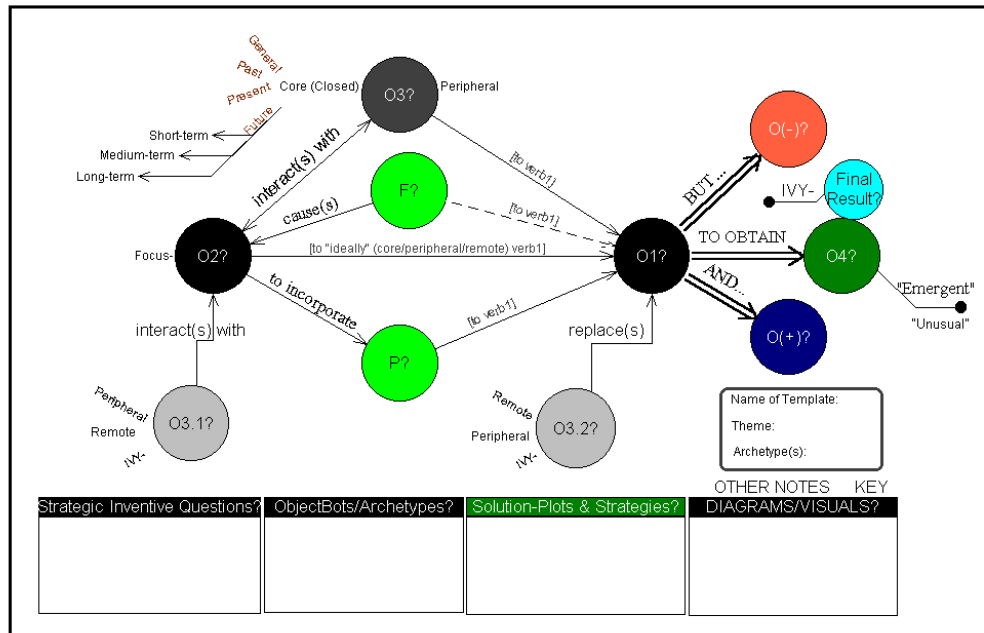 General
Past
Present
Future
Core (Closed)
O3?
Peripheral
Short-term
Medium-term
Long-term
interact(s) with
cause(s)
F?
[to verb1]
[to verb1]
BUT...
O(-)?
IVY-
Final
Result?
Focus-
O2?
[to "ideally" (core/peripheral/remote) verb1]
O1?
TO OBTAIN
O4?
to incorporate
[to verb1]
AND...
"Emergent"
"Unusual"
interact(s) with
P?
replace(s)
O(+)?
Peripheral
Remote
IVY-
O3.1?
Remote
Peripheral
IVY-
O3.2?
Name of Template:
Theme:
Archetype(s):
OTHER NOTES KEY
Strategic Inventive Questions?
ObjectBots/Archetypes?
Solution-Plots & Strategies?
DIAGRAMS/VISUALS?